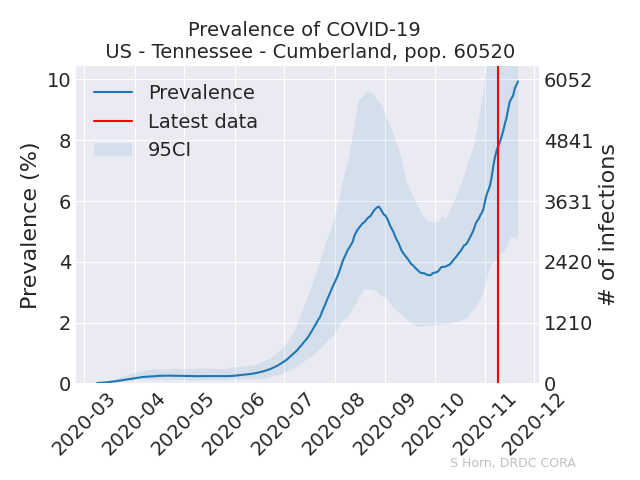 Prevalence of COVID-19
US - Tennessee - Cumberland, pop. 60520
Prevalence
Latest data
95CI
Prevalence (%)
10
8
6
4
2
0
6052
4841
3631
2420
1210
0
# of infections
2020-03
2020-04
2020-05
2020-06
2020-07
2020-08
2020-09
2020-10
2020-11
2020-12
S Horn, DRDC CORA